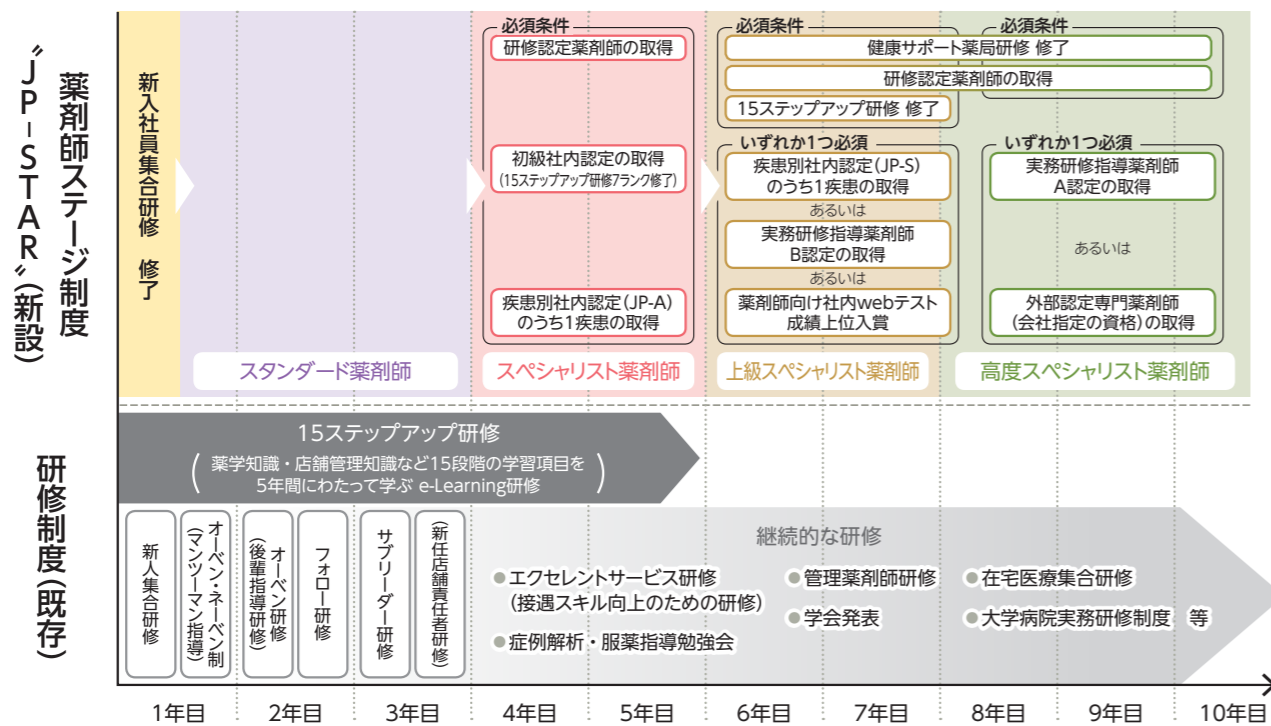 薬剤師ステージ制度
〝JP-STAR〟(新設)
新入社員集合研修 修了
必須条件
研修認定薬剤師の取得
初級社内認定の取得
(15ステップアップ研修7ランク修了)
疾患別社内認定(JP-A)
のうち1疾患の取得
必須条件
必須条件
健康サポート薬局研修 修了
研修認定薬剤師の取得
15ステップアップ研修 修了
いずれか1つ必須
疾患別社内認定(JP-S)
のうち1疾患の取得
あるいは
実務研修指導薬剤師
B認定の取得
あるいは
薬剤師向け社内webテスト
成績上位入賞
いずれか1つ必須
実務研修指導薬剤師
A認定の取得
あるいは
外部認定専門薬剤師
(会社指定の資格)の取得
スタンダード薬剤師
スペシャリスト薬剤師
上級スペシャリスト薬剤師
高度スペシャリスト薬剤師
研修制度(既存)
15ステップアップ研修
(薬学知識・店舗管理知識など15段階の学習項目を
5年間にわたって学ぶ e-Learning研修)
新人集合研修
オーベン・ネーベン制
(マンツーマン指導)
オーベン研修
(後輩指導研修)
フォロー研修
サブリーダー研修
(新任店舗責任者研修)
継続的な研修
●エクセレントサービス研修
(接遇スキル向上のための研修)
●症例解析・服薬指導勉強会
●管理薬剤師研修
●学会発表
●在宅医療集合研修
●大学病院実務研修制度 等
1年目
2年目
3年目
4年目
5年目
6年目
7年目
8年目
9年目
10年目